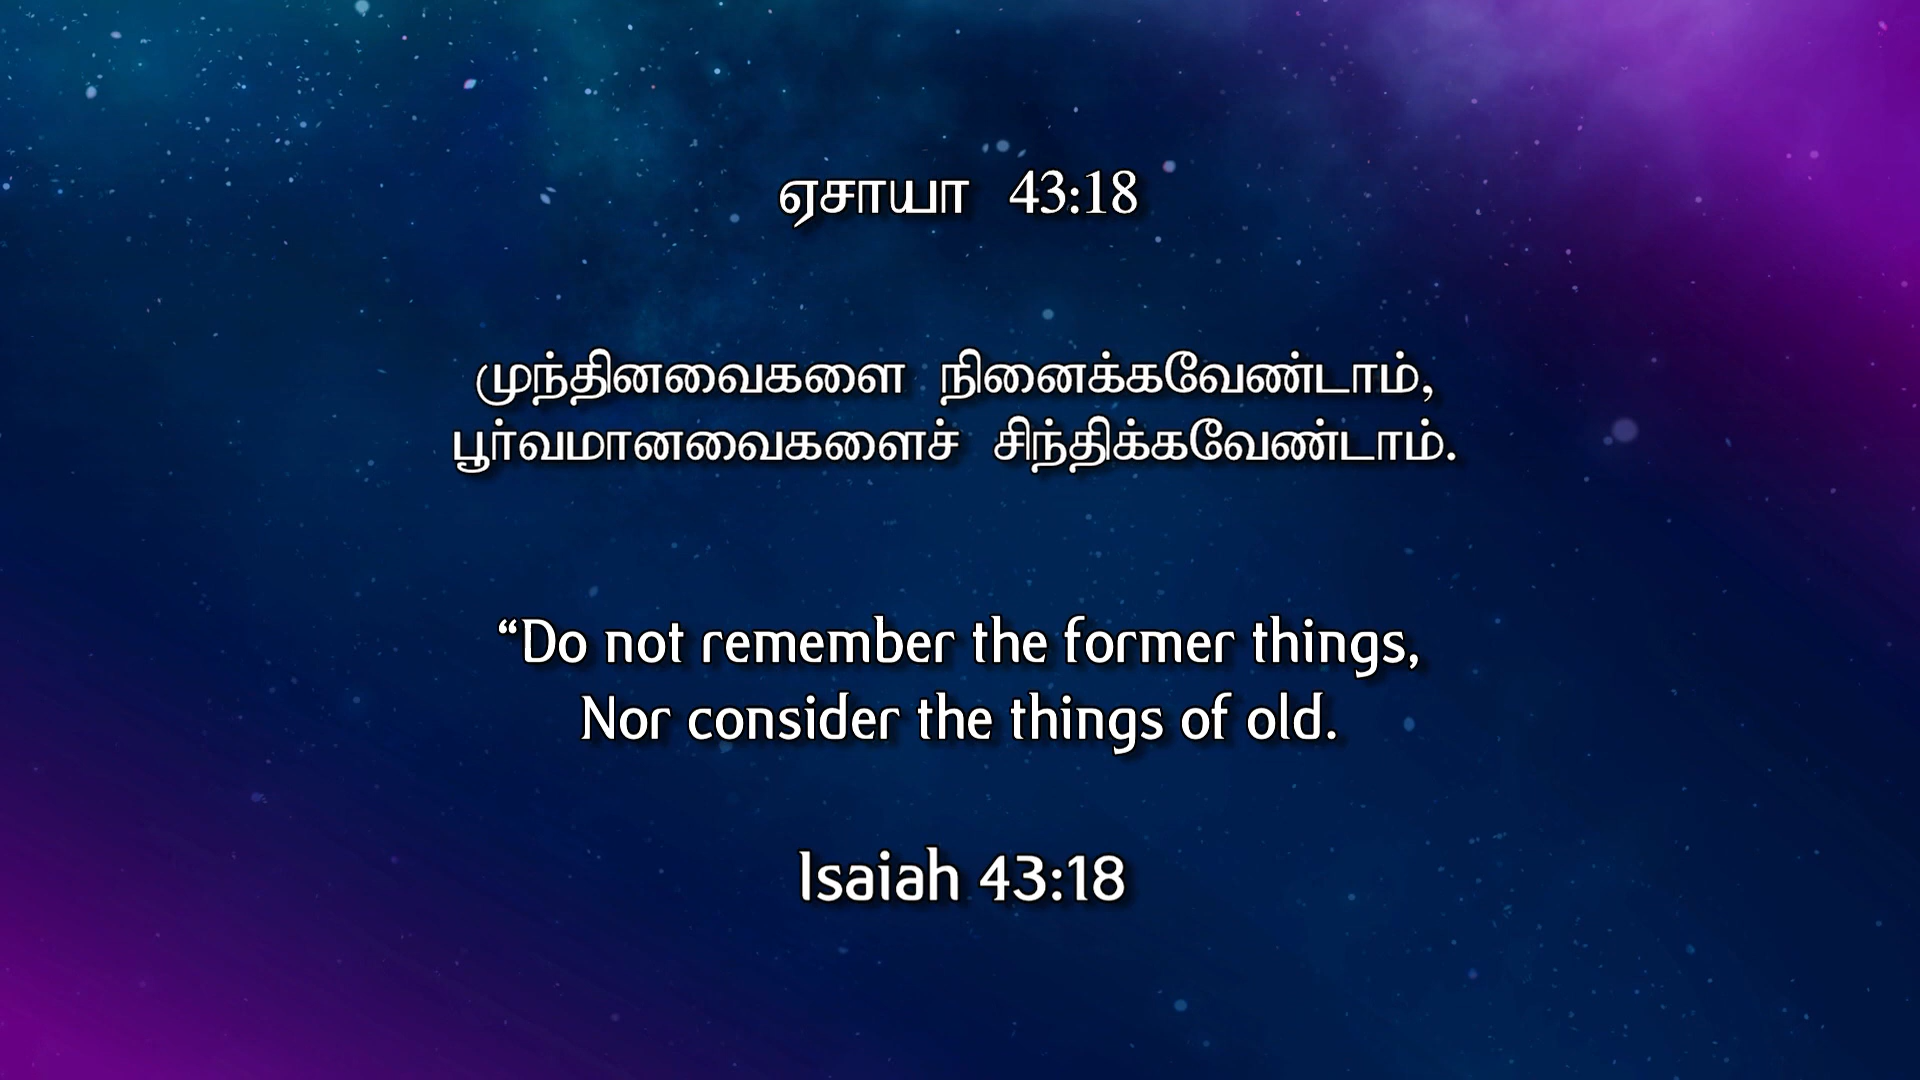 ஏசாயா 43:18
முந்தினவைகளை நினைக்கவேண்டாம்,
பூர்வமானவைகளைச் சிந்திக்கவேண்டாம்.
“Do not remember the former things,
Nor consider the things of old.
Isaiah 43:18